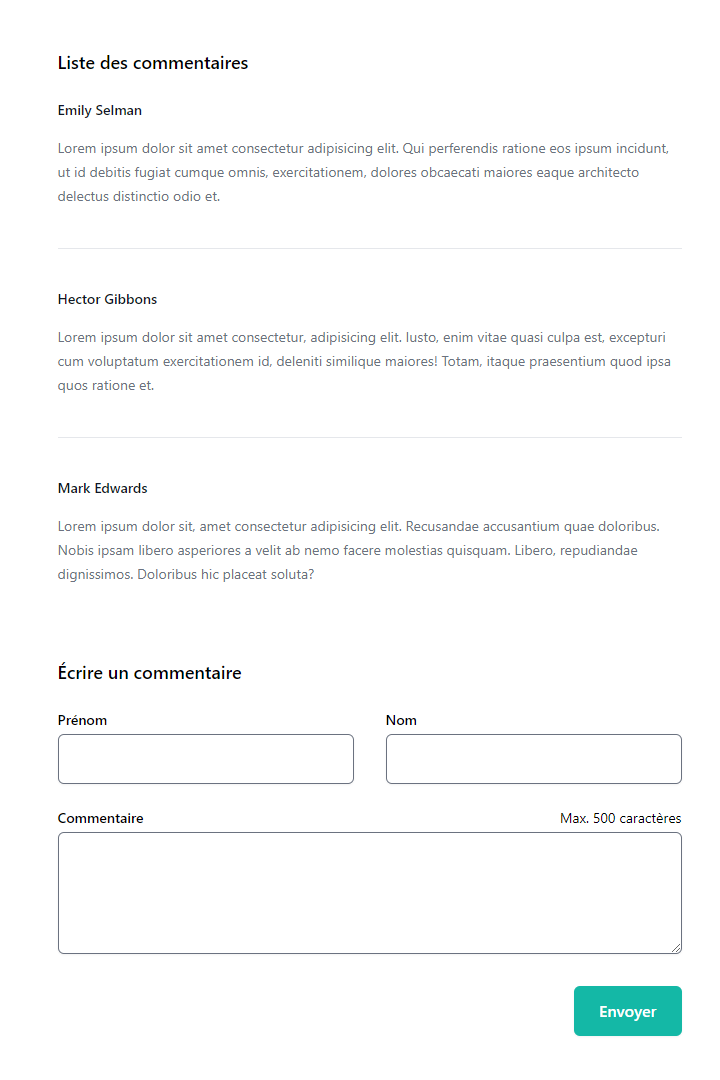 Liste des commentaires
Emily Selman
Lorem ipsum dolor sit amet consectetur adipisicing elit. Qui perferendis ratione eos ipsum incidunt,
ut id debitis fugiat cumque omnis, exercitationem, dolores obcaecati maiores eaque architecto
delectus distinctio odio et.
Hector Gibbons
Lorem ipsum dolor sit amet consectetur, adipisicing elit. Iusto, enim vitae quasi culpa est, excepturi
cum voluptatum exercitationem id, deleniti similique maiores! Totam, itaque praesentium quod ipsa
quos ratione et.
Mark Edwards
Lorem ipsum dolor sit, amet consectetur adipisicing elit. Recusandae accusantium quae doloribus.
Nobis ipsam libero asperiores a velit ab nemo facere molestias quisquam. Libero, repudiandae
dignissimos. Doloribus hic placeat soluta?
Écrire un commentaire
Prénom Nom
Commentaire Max. 500 caractères
Envoyer